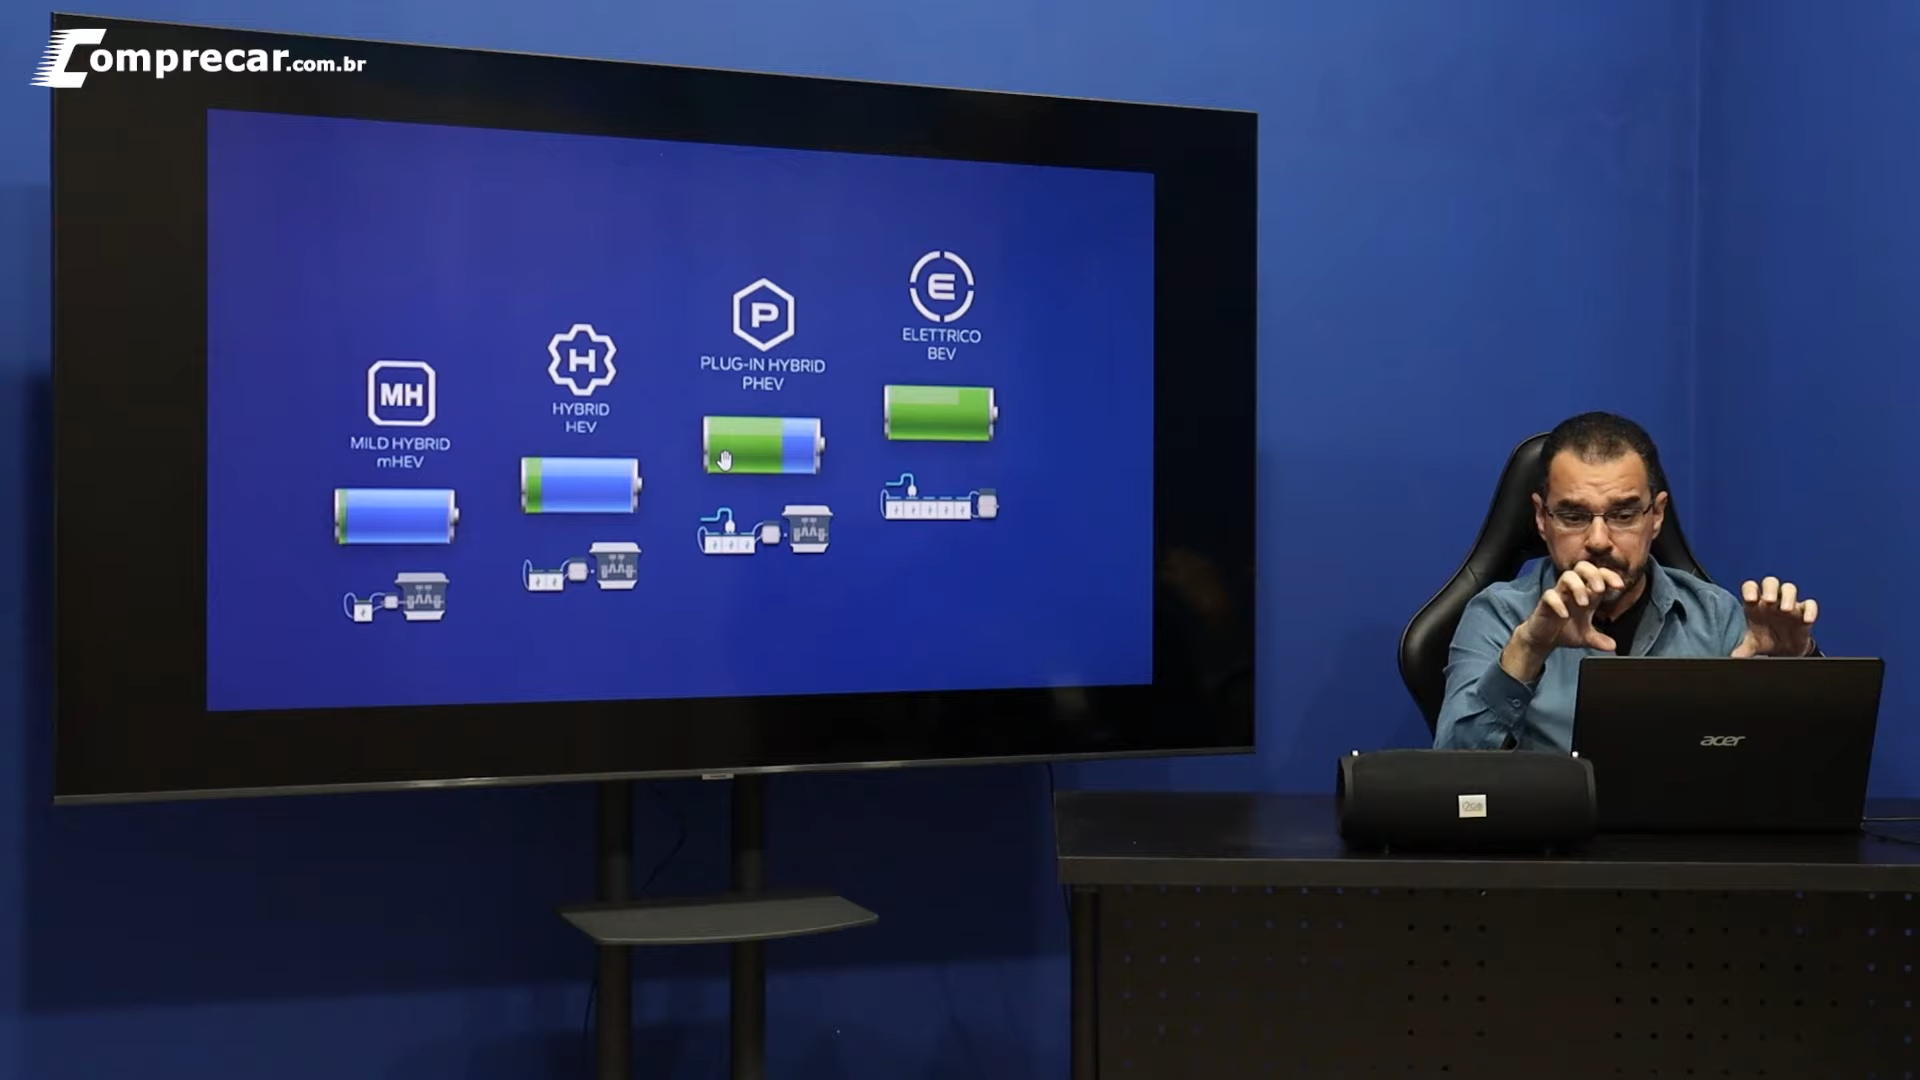 Comprecar.com.br
MH
MILD HYBRID
mHEV
H
HYBRID
HEV
P
PLUG-IN HYBRID
PHEV
E
ELETTRICO
BEV
acer